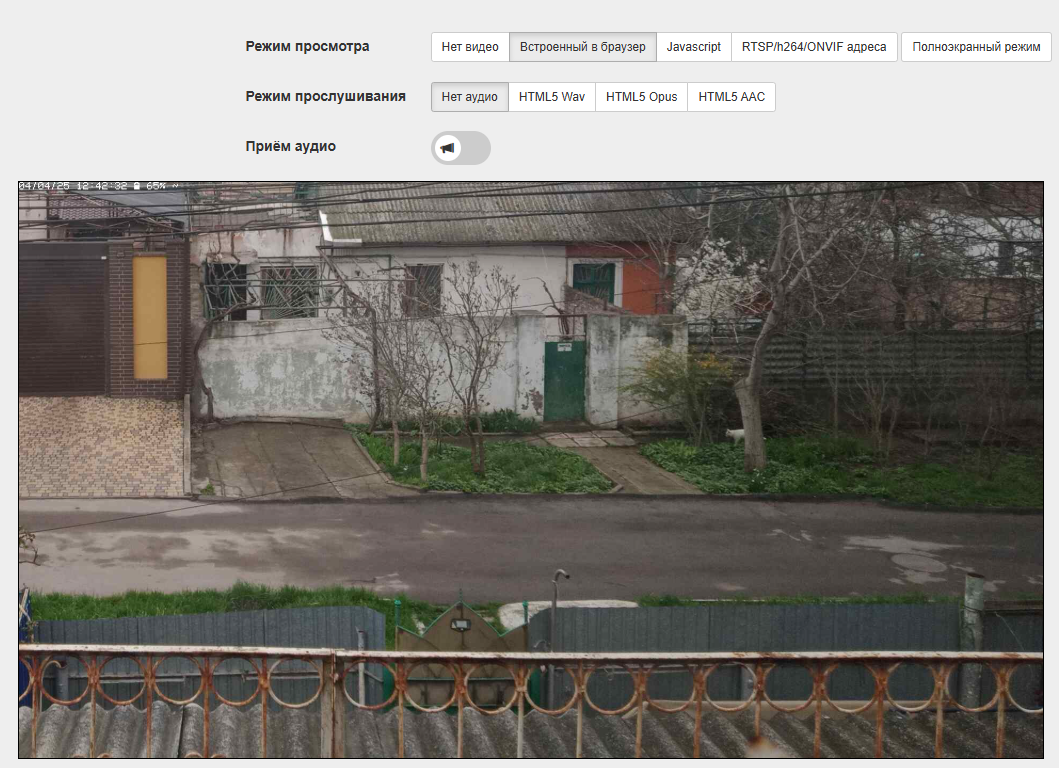 Режим просмотра Нет видео Встроенный в браузер Javascript RTSP/h264/ONVIF адреса Полноэкранный режим
Режим прослушивания Нет аудио HTML5 Wav HTML5 Opus HTML5 AAC
Приём аудио
04/04/25 12:42:32 65%